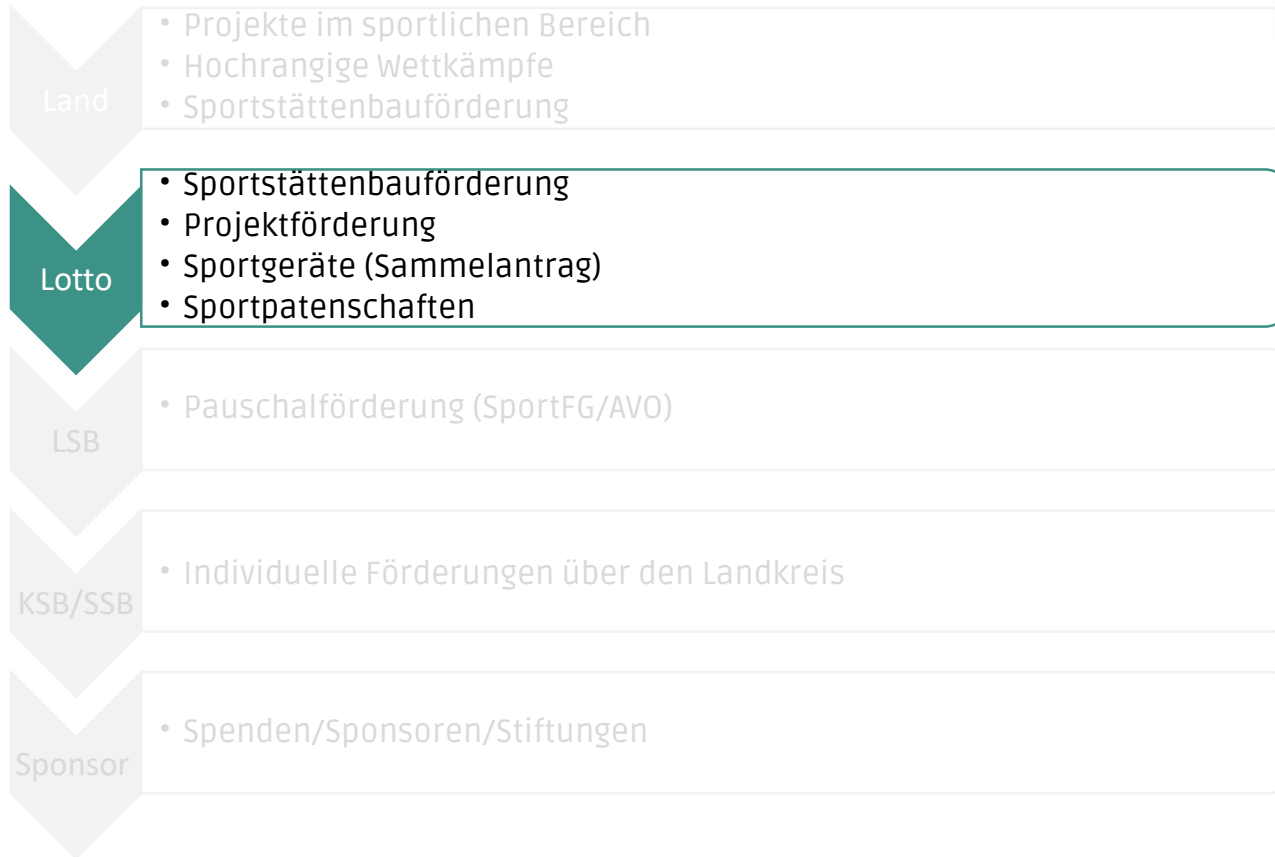 Land
• Projekte im sportlichen Bereich
• Hochrangige Wettkämpfe
• Sportstättenbauförderung
Lotto
• Sportstättenbauförderung
• Projektförderung
• Sportgeräte (Sammelantrag)
• Sportpatenschaften
LSB
• Pauschalförderung (SportFG/AVO)
KSB/SSB
• Individuelle Förderungen über den Landkreis
Sponsor
• Spenden/Sponsoren/Stiftungen